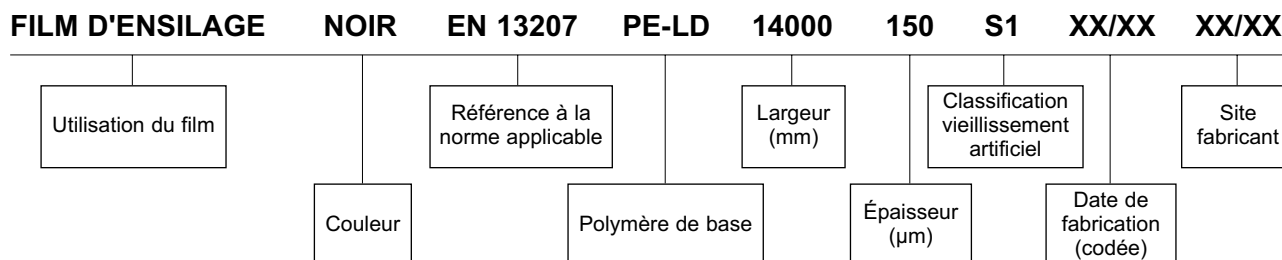 FILM D'ENSILAGE NOIR EN 13207 PE-LD 14000 150 S1 XX/XX XX/XX
Utilisation du film
Référence à la
norme applicable
Largeur
(mm)
Classification
vieillissement
artificiel
Site
fabricant
Couleur
Polymère de base
Épaisseur
(µm)
Date de
fabrication
(codée)